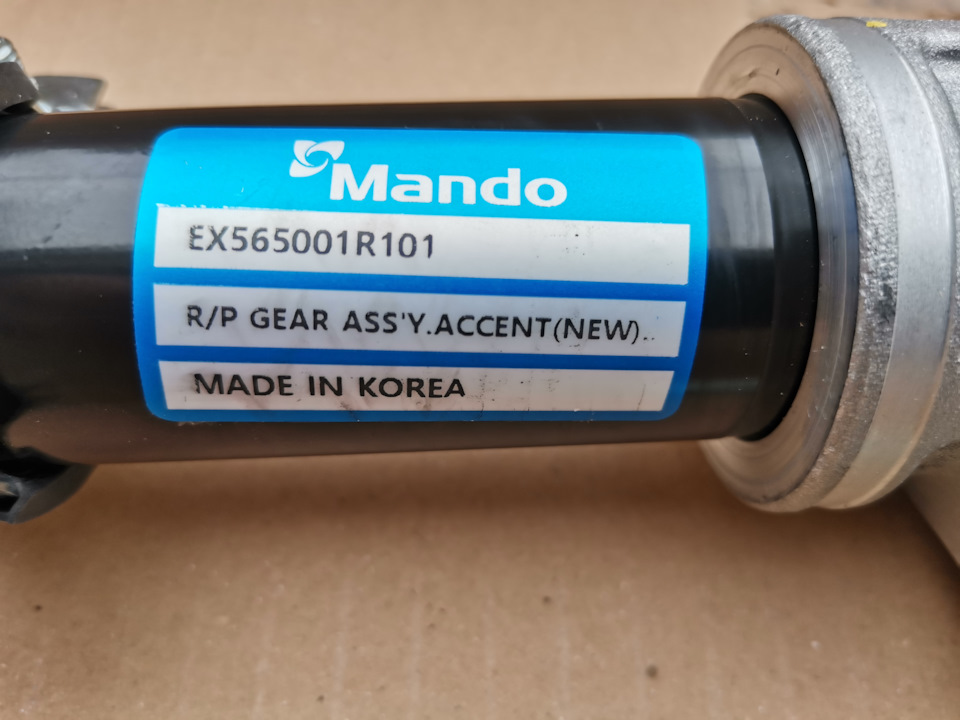 Mando
EX565001R101
R/P GEAR ASS'Y.ACCENT(NEW)..
MADE IN KOREA